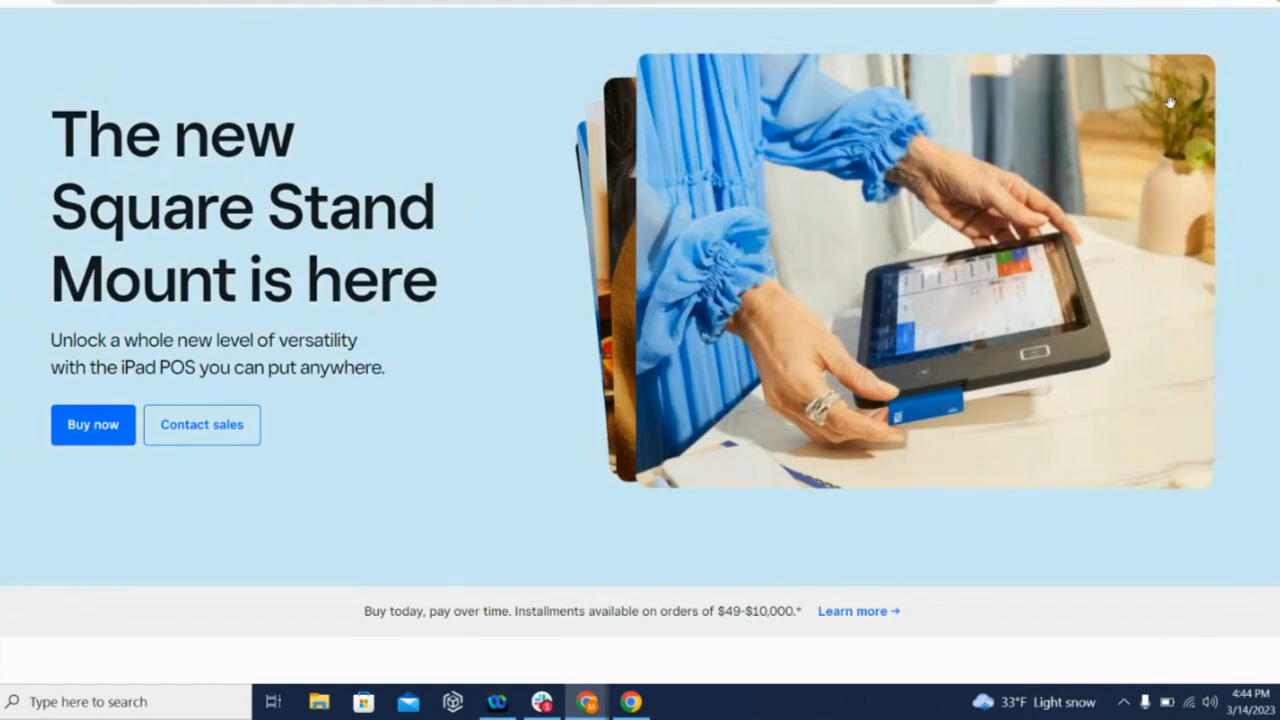 The new
Square Stand
Mount is here
Unlock a whole new level of versatility
with the iPad POS you can put anywhere.
Buy now
Contact sales
Buy today, pay over time. Installments available on orders of $49-$10,000.*
Learn more →
Type here to search
33°F Light snow
4:44 PM
3/14/2023